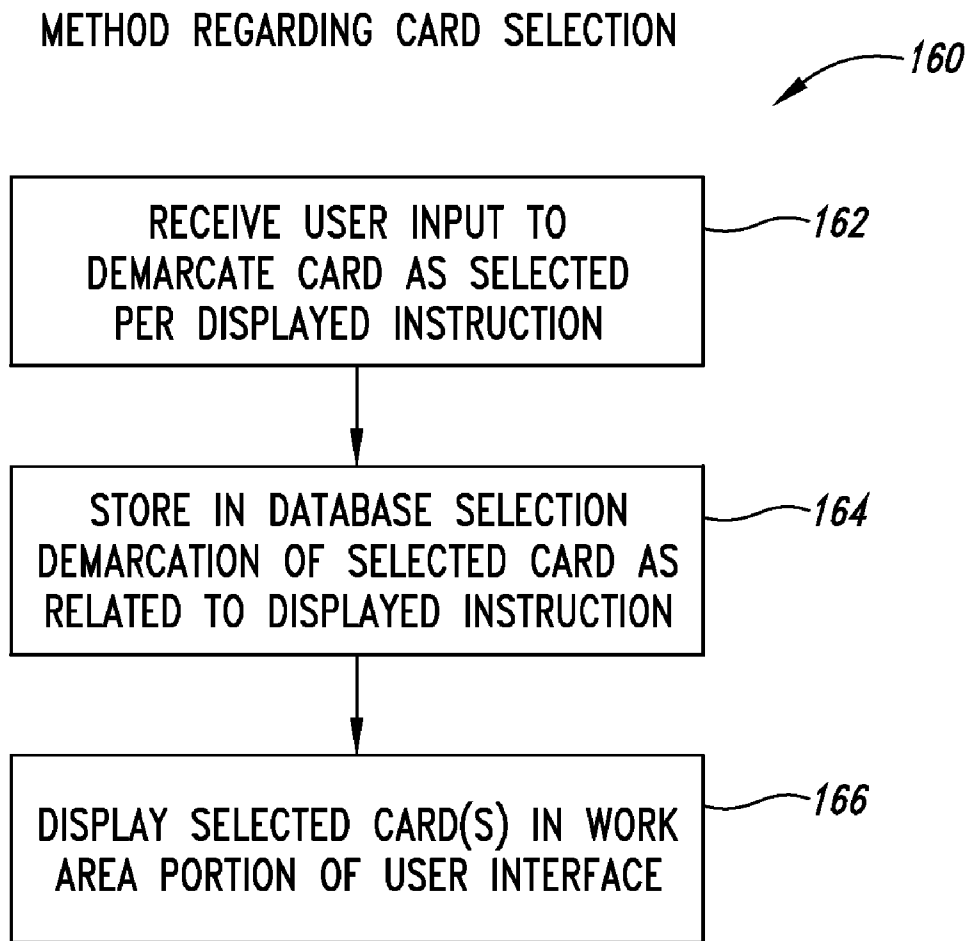 METHOD REGARDING CARD SELECTION
160
RECEIVE USER INPUT TO
DEMARCATE CARD AS SELECTED
PER DISPLAYED INSTRUCTION
162
STORE IN DATABASE SELECTION
DEMARCATION OF SELECTED CARD AS
RELATED TO DISPLAYED INSTRUCTION
164
DISPLAY SELECTED CARD(S) IN WORK
AREA PORTION OF USER INTERFACE
166